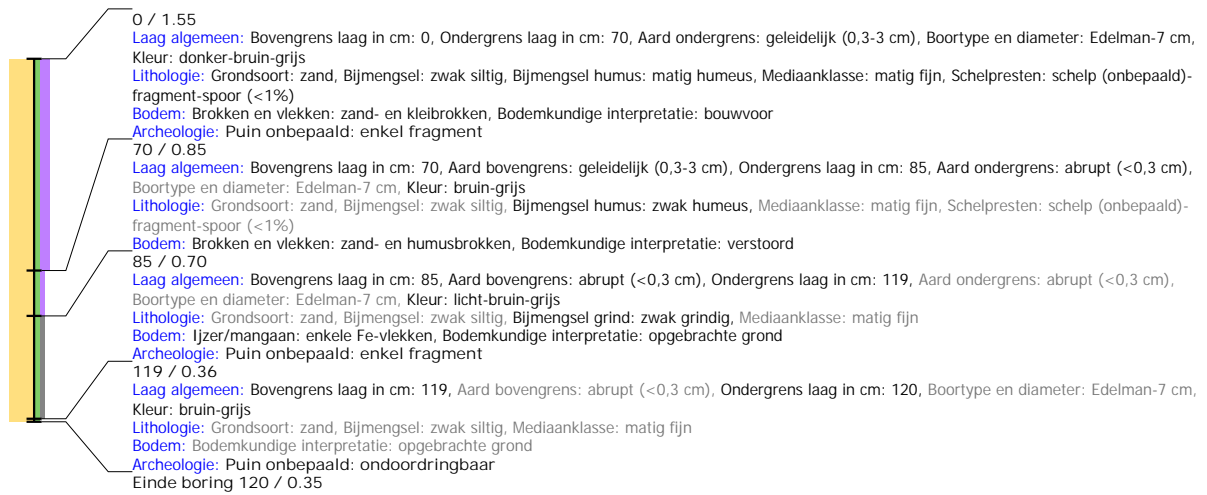 0 / 1.55
Laag algemeen: Bovengrens laag in cm: 0, Ondergrens laag in cm: 70, Aard ondergrens: geleidelijk (0,3-3 cm), Boortype en diameter: Edelman-7 cm,
Kleur: donker-bruin-grijs
Lithologie: Grondsoort: zand, Bijmengsel: zwak siltig, Bijmengsel humus: matig humeus, Mediaanklasse: matig fijn, Schelpresten: schelp (onbepaald)-
fragment-spoor (<1%)
Bodem: Brokken en vlekken: zand- en kleibrokken, Bodemkundige interpretatie: bouwvoor
Archeologie: Puin onbepaald: enkel fragment
70 / 0.85
Laag algemeen: Bovengrens laag in cm: 70, Aard bovengrens: geleidelijk (0,3-3 cm), Ondergrens laag in cm: 85, Aard ondergrens: abrupt (<0,3 cm),
Boortype en diameter: Edelman-7 cm, Kleur: bruin-grijs
Lithologie: Grondsoort: zand, Bijmengsel: zwak siltig, Bijmengsel humus: zwak humeus, Mediaanklasse: matig fijn, Schelpresten: schelp (onbepaald)-
fragment-spoor (<1%)
Bodem: Brokken en vlekken: zand- en humusbrokken, Bodemkundige interpretatie: verstoord
85 / 0.70
Laag algemeen: Bovengrens laag in cm: 85, Aard bovengrens: abrupt (<0,3 cm), Ondergrens laag in cm: 119, Aard ondergrens: abrupt (<0,3 cm),
Boortype en diameter: Edelman-7 cm, Kleur: licht-bruin-grijs
Lithologie: Grondsoort: zand, Bijmengsel: zwak siltig, Bijmengsel grind: zwak grindig, Mediaanklasse: matig fijn
Bodem: Ijzer/mangaan: enkele Fe-vlekken, Bodemkundige interpretatie: opgebrachte grond
Archeologie: Puin onbepaald: enkel fragment
119 / 0.36
Laag algemeen: Bovengrens laag in cm: 119, Aard bovengrens: abrupt (<0,3 cm), Ondergrens laag in cm: 120, Boortype en diameter: Edelman-7 cm,
Kleur: bruin-grijs
Lithologie: Grondsoort: zand, Bijmengsel: zwak siltig, Mediaanklasse: matig fijn
Bodem: Bodemkundige interpretatie: opgebrachte grond
Archeologie: Puin onbepaald: ondoordringbaar
Einde boring 120 / 0.35